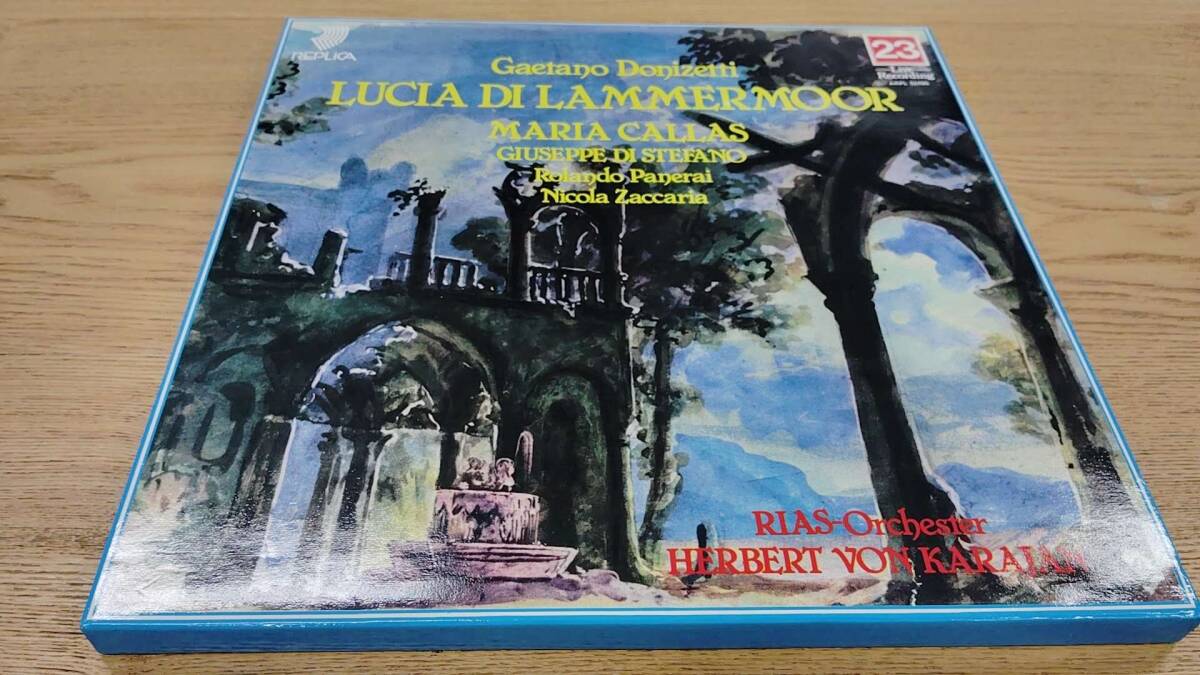 REPLICA
23
Live
Recording
Gaetano Donizetti
LUCIA DI LAMMERMOOR
MARIA CALLAS
GIUSEPPE DI STEFANO
Rolando Panerai
Nicola Zaccaria
RIAS-Orchester
HERBERT VON KARAJAN